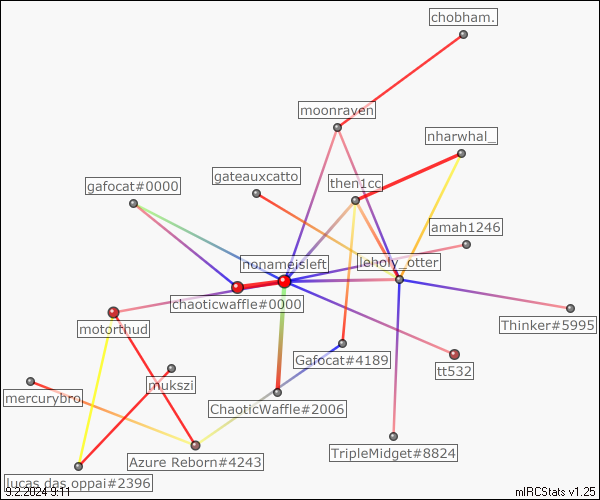 chobham.
moonraven
nharwhal_
gateauxcatto
then1cc
gafocat#0000
amah1246
nonameisleft
leholy_otter
chaoticwaffle#0000
Thinker#5995
motorthud
Gafocat#4189
tt532
mukszi
mercurybro
ChaoticWaffle#2006
TripleMidget#8824
Azure Reborn#4243
lucas das oppai#2396
9.2.2024 9:11
mIRCStats v1.25